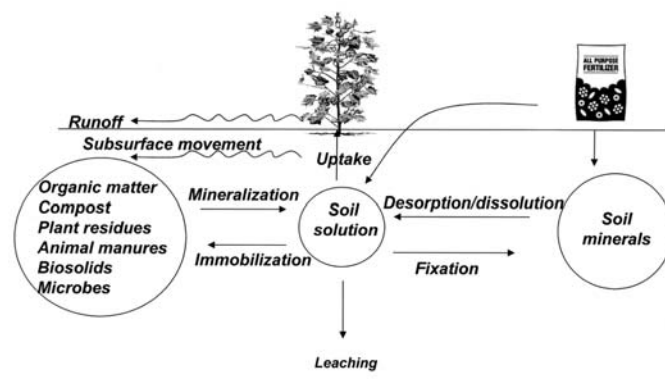 ALL PURPOSE
FERTILIZER
Runoff
Subsurface movement
Uptake
Organic matter
Compost
Plant residues
Animal manures
Biosolids
Microbes
Mineralization
Immobilization
Soil
solution
Desorption/dissolution
Fixation
Soil
minerals
Leaching